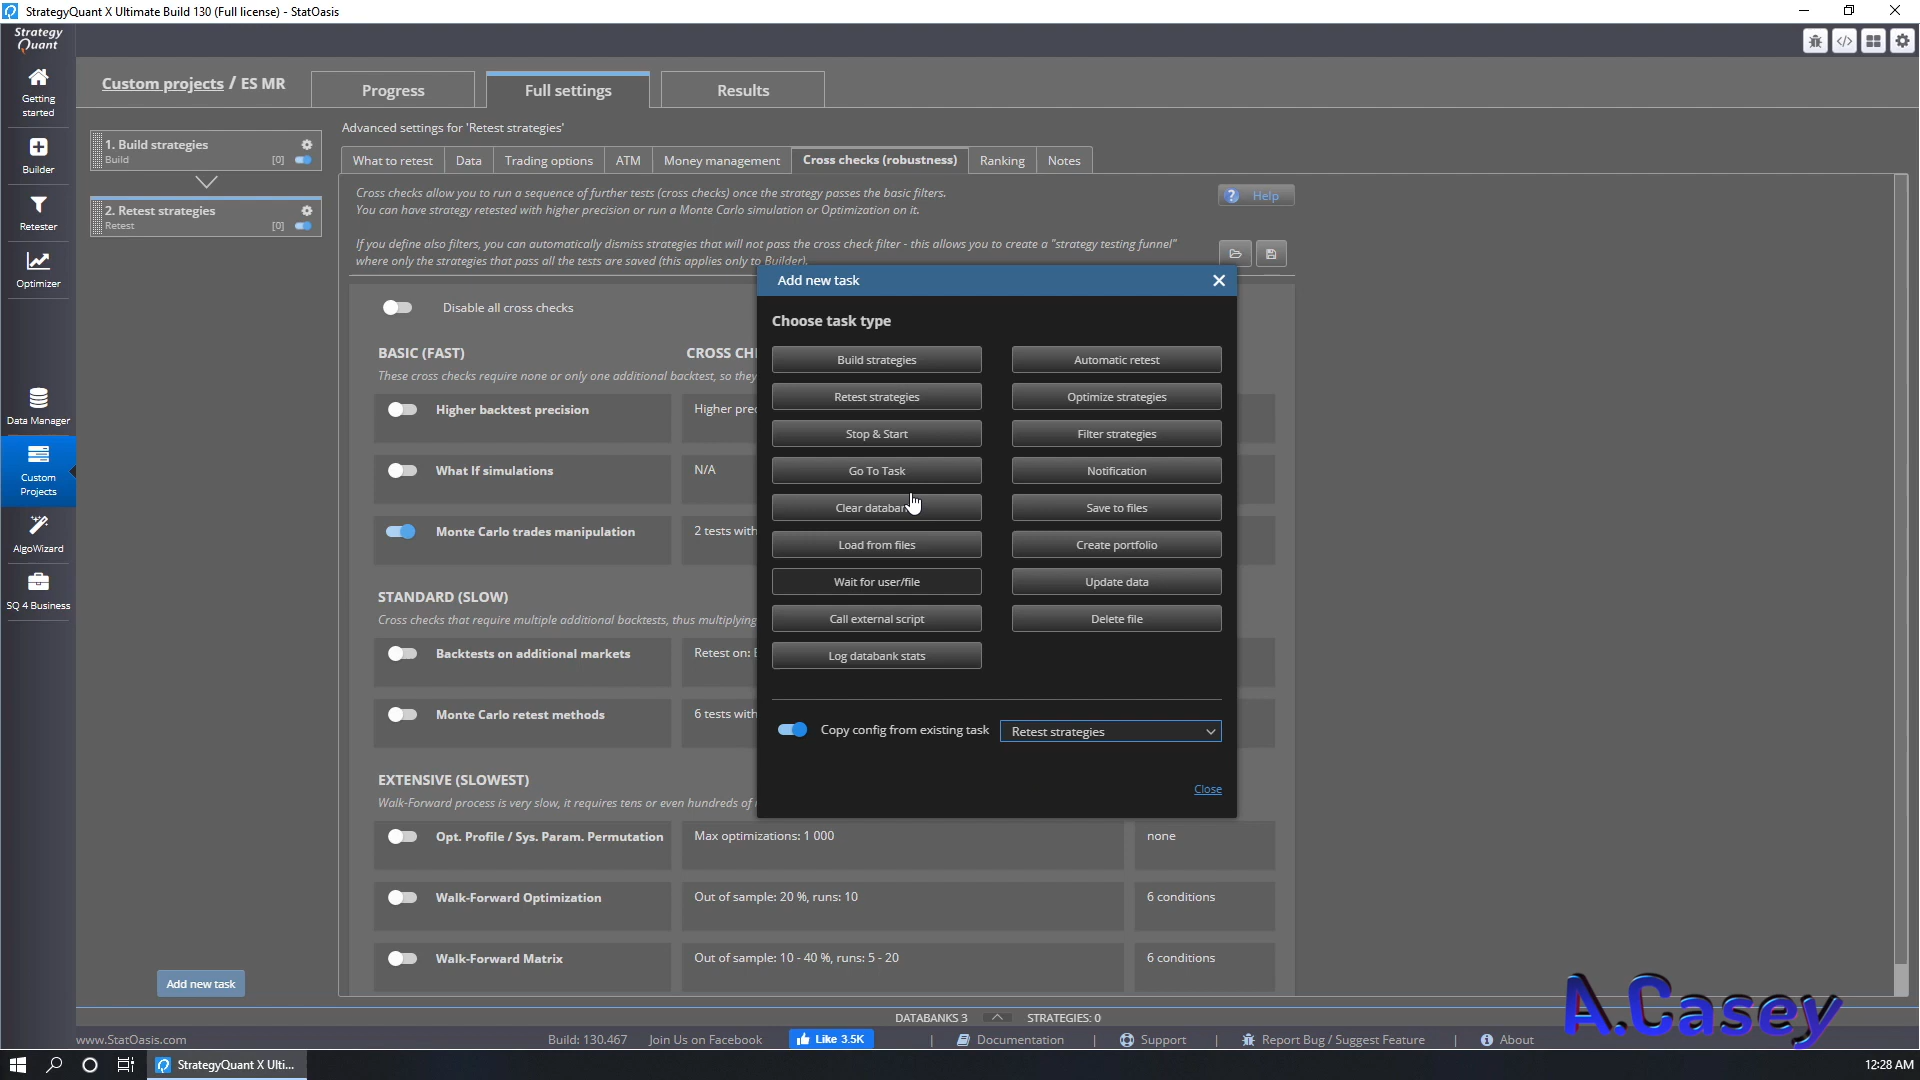 StrategyQuant X Ultimate Build 130 (Full license) - StatOasis
Strategy
Quant
Getting
started
Builder
Retester
Optimizer
Data Manager
Custom
Projects
AlgoWizard
SQ 4 Business
Custom projects / ES MR
Progress
Full settings
Results
1. Build strategies
Build
[0]
2. Retest strategies
Retest
[0]
Add new task
Advanced settings for 'Retest strategies'
What to retest
Data
Trading options
ATM
Money management
Cross checks (robustness)
Ranking
Notes
Cross checks allow you to run a sequence of further tests (cross checks) once the strategy passes the basic filters.
You can have strategy retested with higher precision or run a Monte Carlo simulation or Optimization on it.
Help
If you define also filters, you can automatically dismiss strategies that will not pass the cross check filter - this allows you to create a "strategy testing funnel"
where only the strategies that pass all the tests are saved (this applies only to Builder).
Disable all cross checks
BASIC (FAST)
CROSS CH
These cross checks require none or only one additional backtest, so they
Higher backtest precision
Higher pre
What If simulations
N/A
Monte Carlo trades manipulation
2 tests with
STANDARD (SLOW)
Cross checks that require multiple additional backtests, thus multiplying
Backtests on additional markets
Retest on:
Monte Carlo retest methods
6 tests with
EXTENSIVE (SLOWEST)
Walk-Forward process is very slow, it requires tens or even hundreds of
Opt. Profile / Sys. Param. Permutation
Max optimizations: 1 000
none
Walk-Forward Optimization
Out of sample: 20 %, runs: 10
6 conditions
Walk-Forward Matrix
Out of sample: 10 - 40 %, runs: 5 - 20
6 conditions
Add new task
Choose task type
Build strategies
Automatic retest
Retest strategies
Optimize strategies
Stop & Start
Filter strategies
Go To Task
Notification
Clear databan
Save to files
Load from files
Create portfolio
Wait for user/file
Update data
Call external script
Delete file
Log databank stats
Copy config from existing task
Retest strategies
Close
DATABANKS 3
STRATEGIES: 0
A.Casey
www.StatOasis.com
Build: 130.467
Join Us on Facebook
Like 3.5K
Documentation
Support
Report Bug / Suggest Feature
About
StrategyQuant X Ulti...
12:28 AM